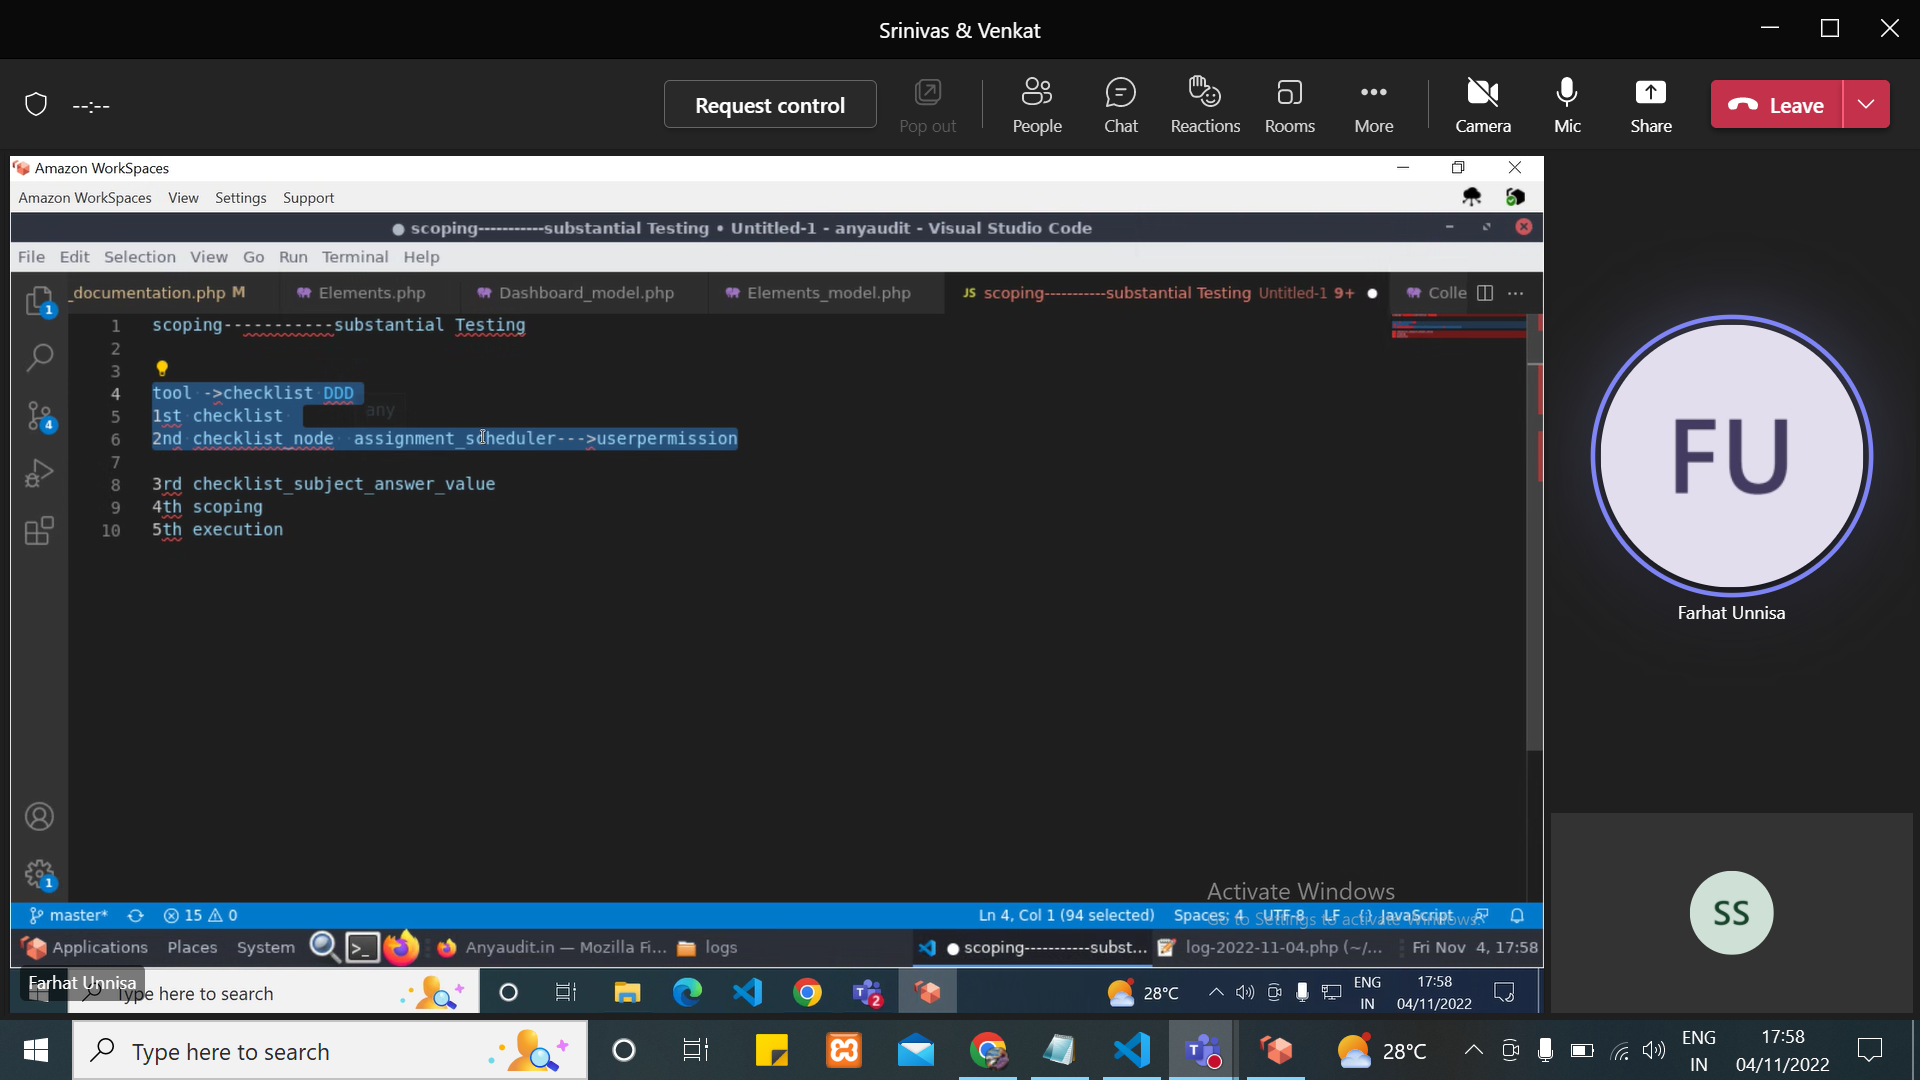 Srinivas & Venkat
--:--
Request control
Pop out
People
Chat
Reactions
Rooms
More
Camera
Mic
Share
Leave
Amazon WorkSpaces
Amazon WorkSpaces View Settings Support
● scoping-----------substantial Testing • Untitled-1 - anyaudit - Visual Studio Code
File Edit Selection View Go Run Terminal Help
_documentation.php M
Elements.php
Dashboard_model.php
Elements_model.php
JS scoping-----------substantial Testing Untitled-1 9+ ●
Colle
1 scoping-----------substantial Testing
2
3
4 tool ->checklist DDD
any
5 1st checklist
6 2nd checklist_node assignment_scheduler--->userpermission
7
8 3rd checklist_subject_answer_value
9 4th scoping
10 5th execution
1
4
1
FU
Farhat Unnisa
SS
Activate Windows
Go to Settings to activate Windows.
master* 15 0
Ln 4, Col 1 (94 selected) Spaces: 4 UTF-8 LF {} JavaScript
Applications Places System
Anyaudit.in — Mozilla Fi...
logs
● scoping-----------subst...
log-2022-11-04.php (~/...
Fri Nov 4, 17:58
Farhat Unnisa
Type here to search
2
28°C
ENG
IN
17:58
04/11/2022
Type here to search
28°C
ENG
IN
17:58
04/11/2022